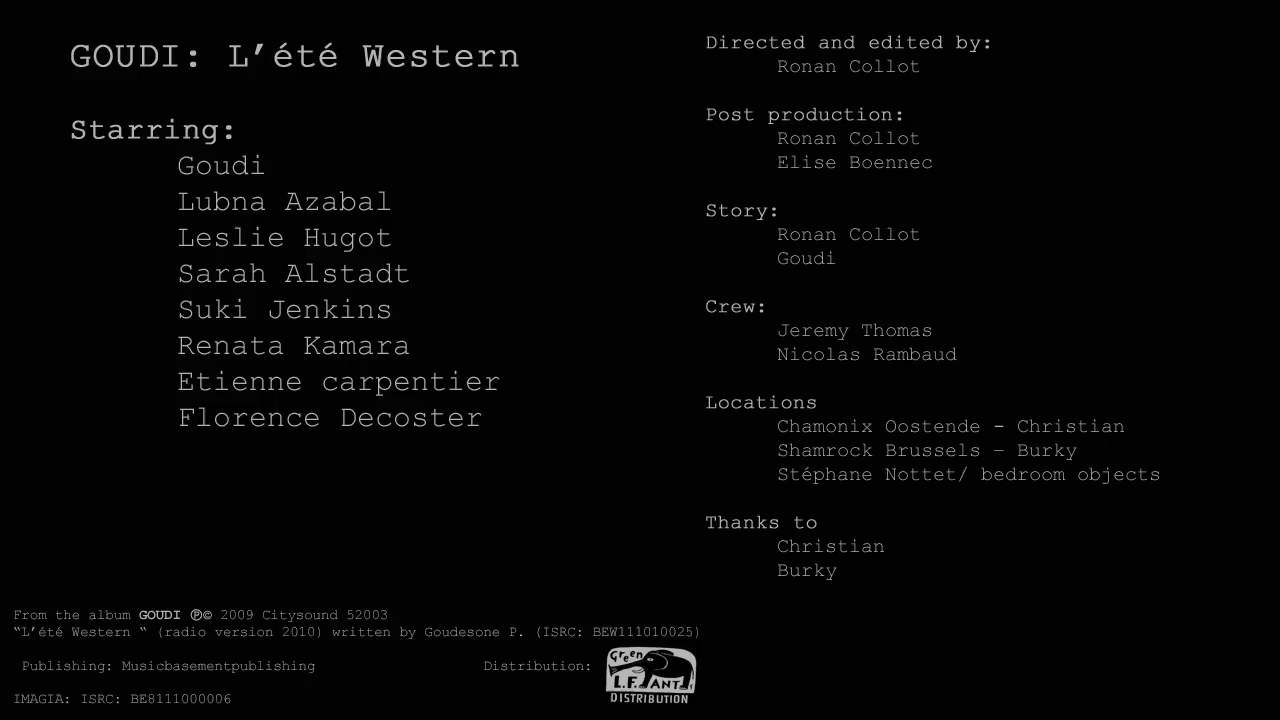 GOUDI: L’été Western
Starring:
Goudi
Lubna Azabal
Leslie Hugot
Sarah Alstadt
Suki Jenkins
Renata Kamara
Etienne carpentier
Florence Decoster
Directed and edited by:
Ronan Collot
Post production:
Ronan Collot
Elise Boennec
Story:
Ronan Collot
Goudi
Crew:
Jeremy Thomas
Nicolas Rambaud
Locations
Chamonix Oostende - Christian
Shamrock Brussels – Burky
Stéphane Nottet/ bedroom objects
Thanks to
Christian
Burky
From the album GOUDI ℗© 2009 Citysound 52003
“L’été Western “ (radio version 2010) written by Goudesone P. (ISRC: BEW111010025)
Publishing: Musicbasementpublishing
Distribution:
Green
L.F. ANT
DISTRIBUTION
IMAGIA: ISRC: BE8111000006